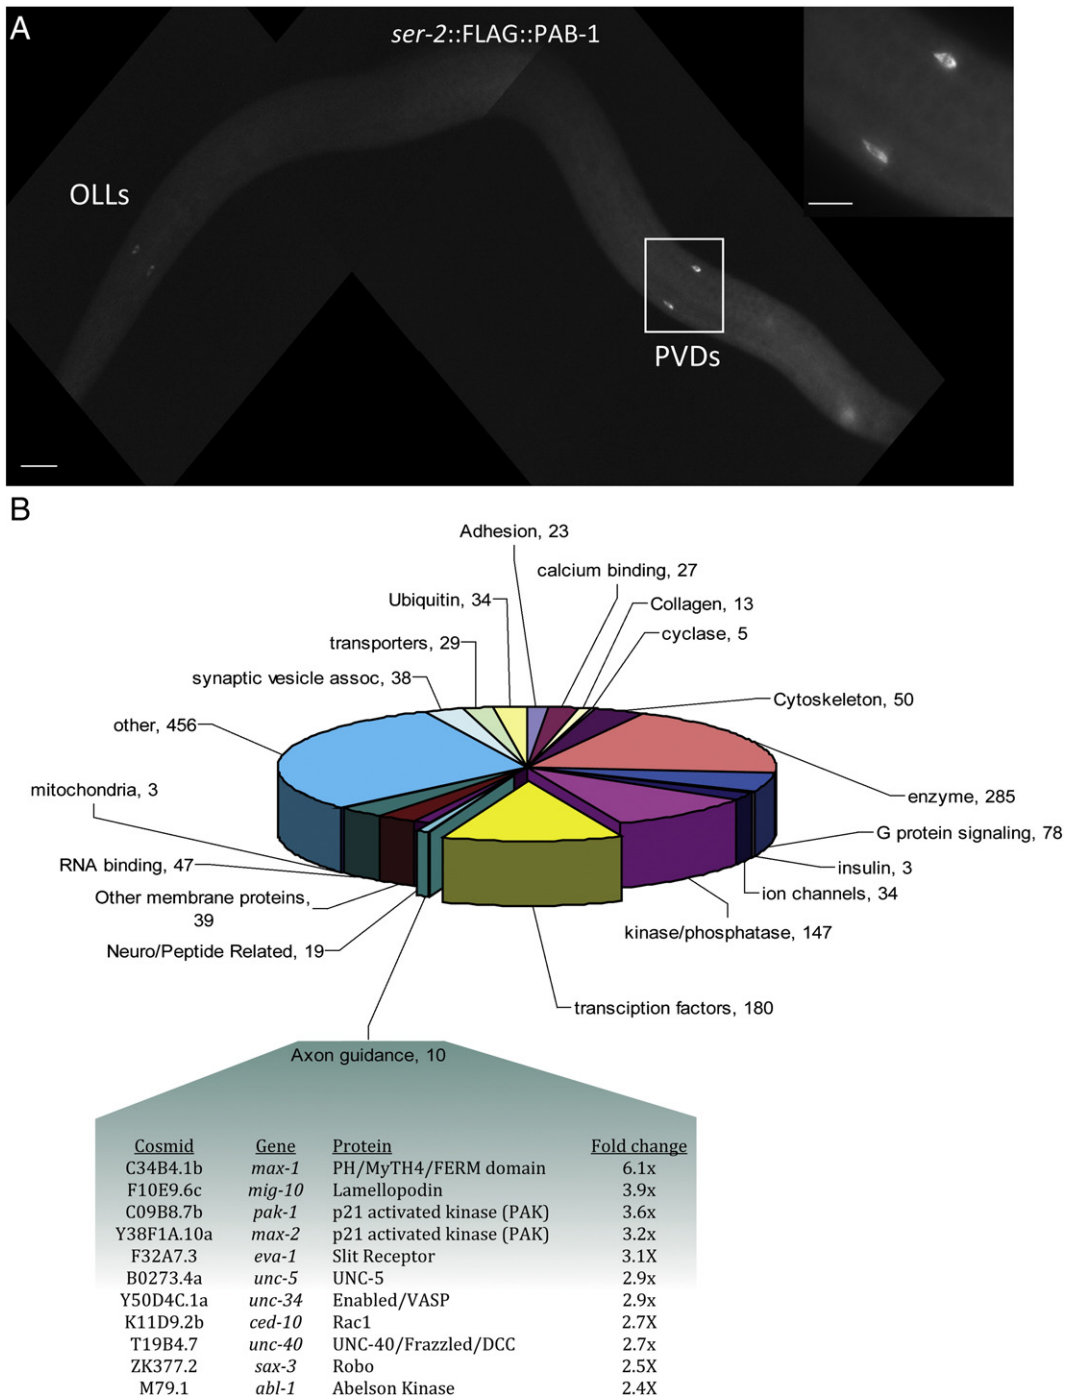 A
ser-2::FLAG::PAB-1
OLLs
PVDs
B
Adhesion, 23
calcium binding, 27
Ubiquitin, 34
Collagen, 13
transporters, 29
cyclase, 5
synaptic vesicle assoc, 38
Cytoskeleton, 50
other, 456
mitochondria, 3
enzyme, 285
G protein signaling, 78
RNA binding, 47
insulin, 3
Other membrane proteins,
39
ion channels, 34
kinase/phosphatase, 147
Neuro/Peptide Related, 19
transciption factors, 180
Axon guidance, 10
Cosmid Gene Protein Fold change
C34B4.1b max-1 PH/MyTH4/FERM domain 6.1x
F10E9.6c mig-10 Lamellopodin 3.9x
C09B8.7b pak-1 p21 activated kinase (PAK) 3.6x
Y38F1A.10a max-2 p21 activated kinase (PAK) 3.2x
F32A7.3 eva-1 Slit Receptor 3.1X
B0273.4a unc-5 UNC-5 2.9x
Y50D4C.1a unc-34 Enabled/VASP 2.9x
K11D9.2b ced-10 Rac1 2.7X
T19B4.7 unc-40 UNC-40/Frazzled/DCC 2.7x
ZK377.2 sax-3 Robo 2.5X
M79.1 abl-1 Abelson Kinase 2.4X